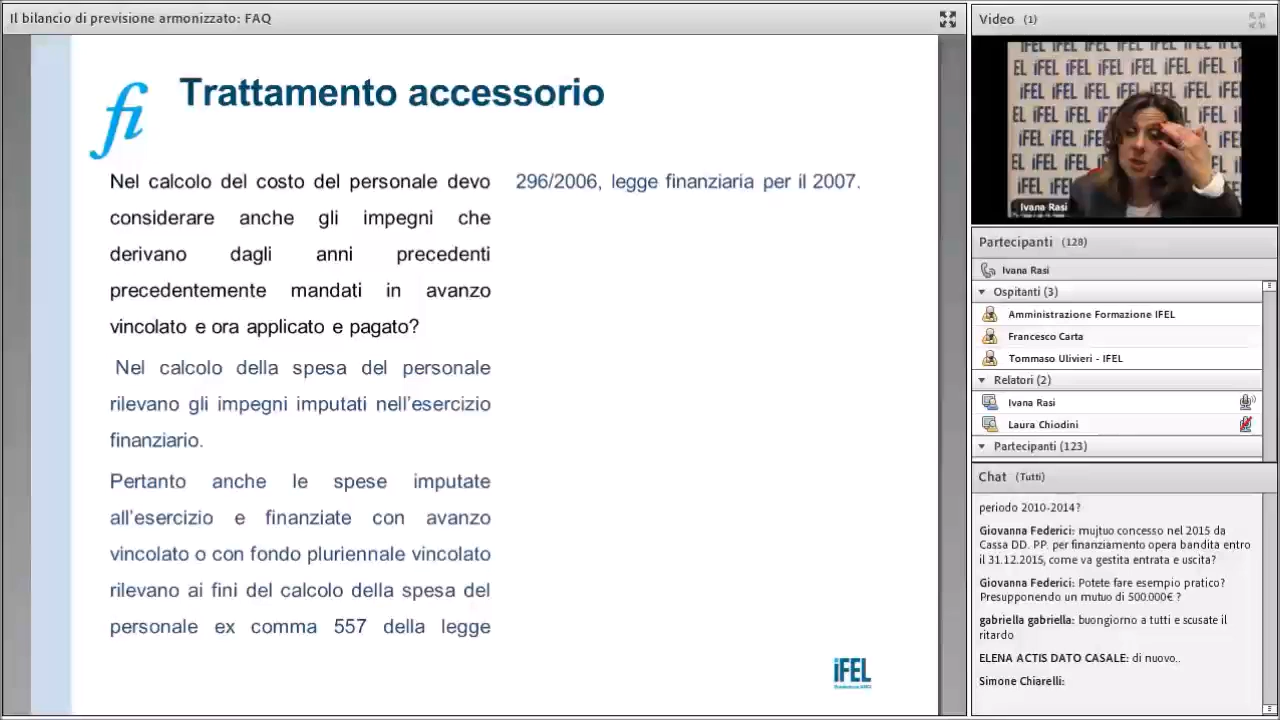 Il bilancio di previsione armonizzato: FAQ
fi
Trattamento accessorio
Nel calcolo del costo del personale devo
considerare anche gli impegni che
derivano dagli anni precedenti
precedentemente mandati in avanzo
vincolato e ora applicato e pagato?
Nel calcolo della spesa del personale
rilevano gli impegni imputati nell'esercizio
finanziario.
Pertanto anche le spese imputate
all'esercizio e finanziate con avanzo
vincolato o con fondo pluriennale vincolato
rilevano ai fini del calcolo della spesa del
personale ex comma 557 della legge
296/2006, legge finanziaria per il 2007.
iFEL
Video (1)
Ivana Rasi
Partecipanti (128)
Ivana Rasi
Ospitanti (3)
Amministrazione Formazione IFEL
Francesco Carta
Tommaso Ulivieri - IFEL
Relatori (2)
Ivana Rasi
Laura Chiodini
Partecipanti (123)
Chat (Tutti)
periodo 2010-2014?
Giovanna Federici: mujtuo concesso nel 2015 da
Cassa DD. PP. per finanziamento opera bandita entro
il 31.12.2015, come va gestita entrata e uscita?
Giovanna Federici: Potete fare esempio pratico?
Presupponendo un mutuo di 500.000€ ?
gabriella gabriella: buongiorno a tutti e scusate il
ritardo
ELENA ACTIS DATO CASALE: di nuovo..
Simone Chiarelli: